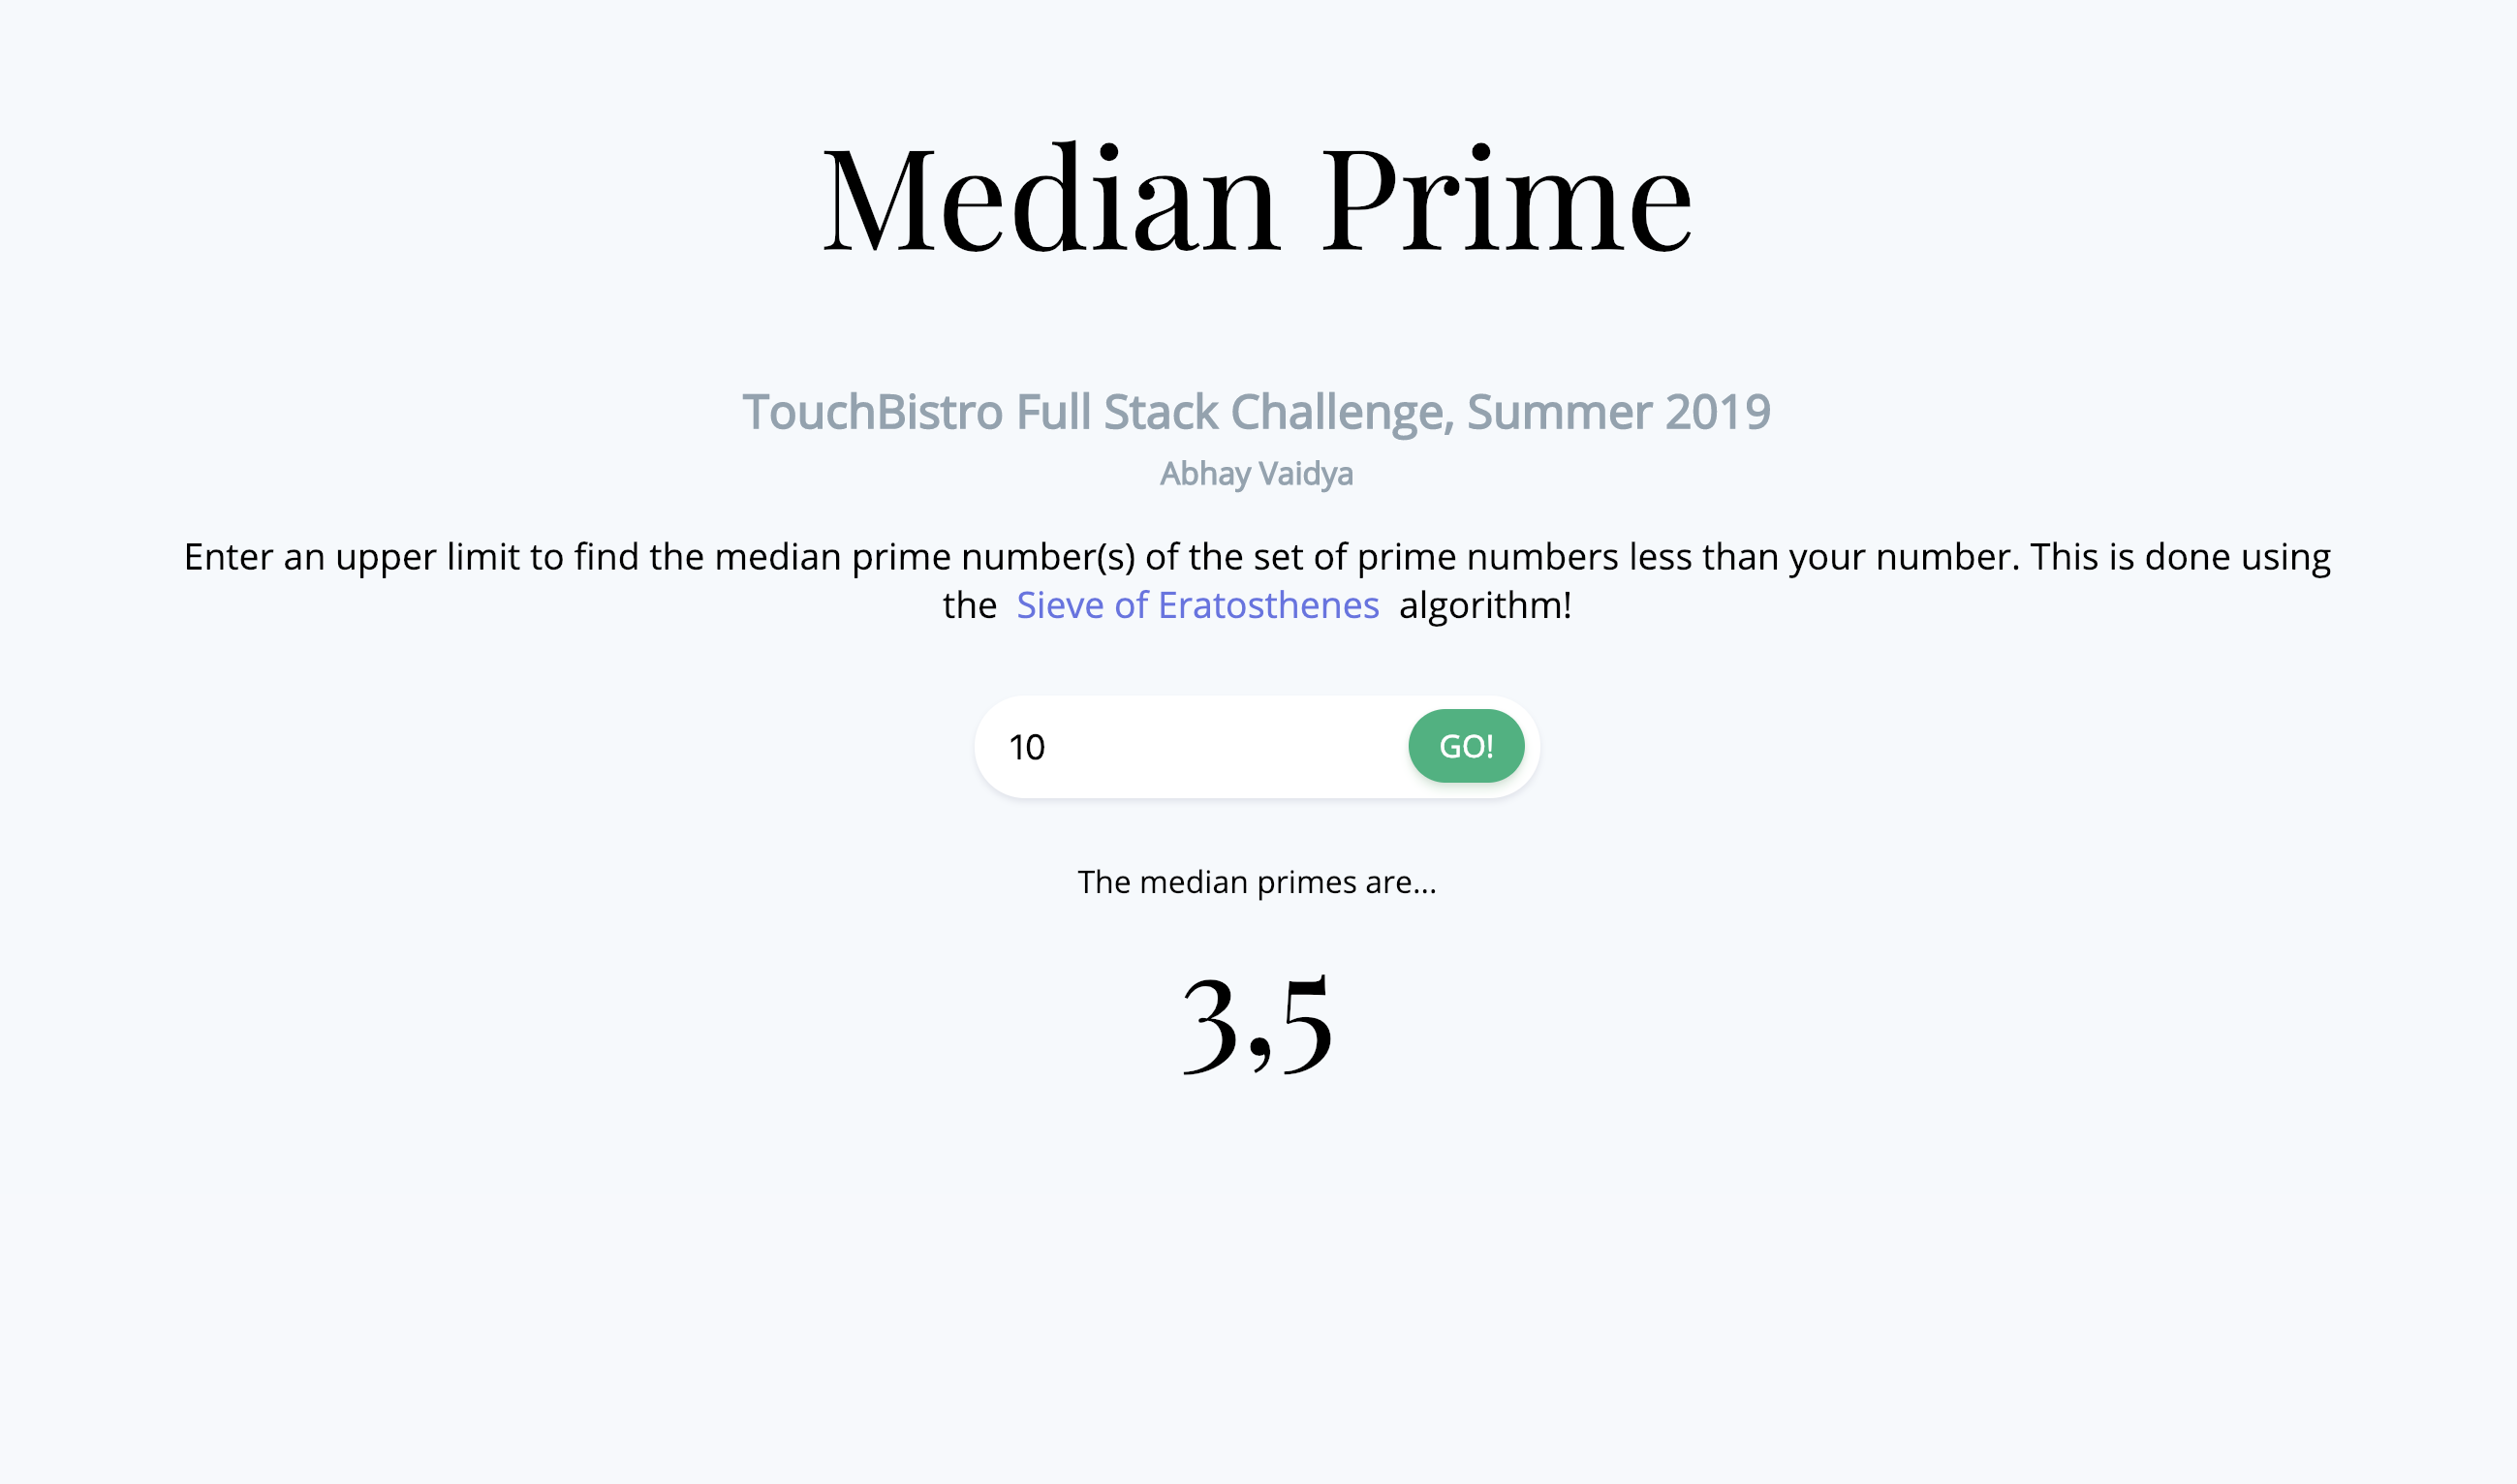 Median Prime
TouchBistro Full Stack Challenge, Summer 2019
Abhay Vaidya
Enter an upper limit to find the median prime number(s) of the set of prime numbers less than your number. This is done using
the Sieve of Eratosthenes algorithm!
10 GO!
The median primes are...
3,5